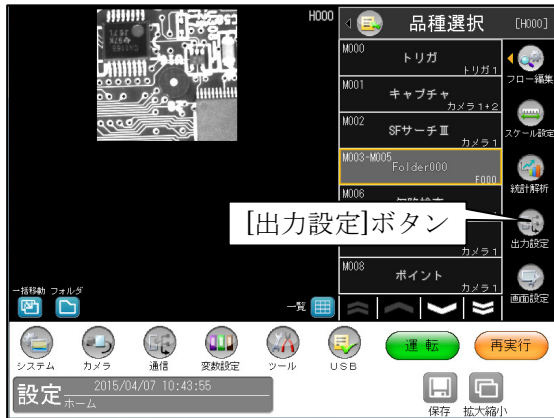 H000
品種選択
[H000]
M000
トリガ
トリガ1
M001
キャプチャ
カメラ1+2
M002
SFサーチⅢ
カメラ1
M003-M005
Folder000
F000
M006
カメラ1
M008
ポイント
カメラ1
フロー編集
スケール設定
統計解析
出力設定
画面設定
[出力設定]ボタン
一括移動 フォルダ
一覧
システム
カメラ
通信
変数設定
ツール
USB
運転
再実行
設定
2015/04/07 10:43:55
ホーム
保存
拡大縮小